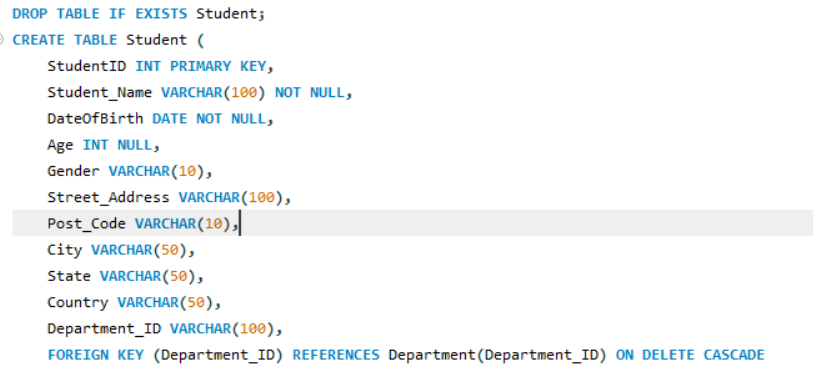 DROP TABLE IF EXISTS Student;
CREATE TABLE Student (
StudentID INT PRIMARY KEY,
Student_Name VARCHAR(100) NOT NULL,
DateOfBirth DATE NOT NULL,
Age INT NULL,
Gender VARCHAR(10),
Street_Address VARCHAR(100),
Post_Code VARCHAR(10),
City VARCHAR(50),
State VARCHAR(50),
Country VARCHAR(50),
Department_ID VARCHAR(100),
FOREIGN KEY (Department_ID) REFERENCES Department(Department_ID) ON DELETE CASCADE